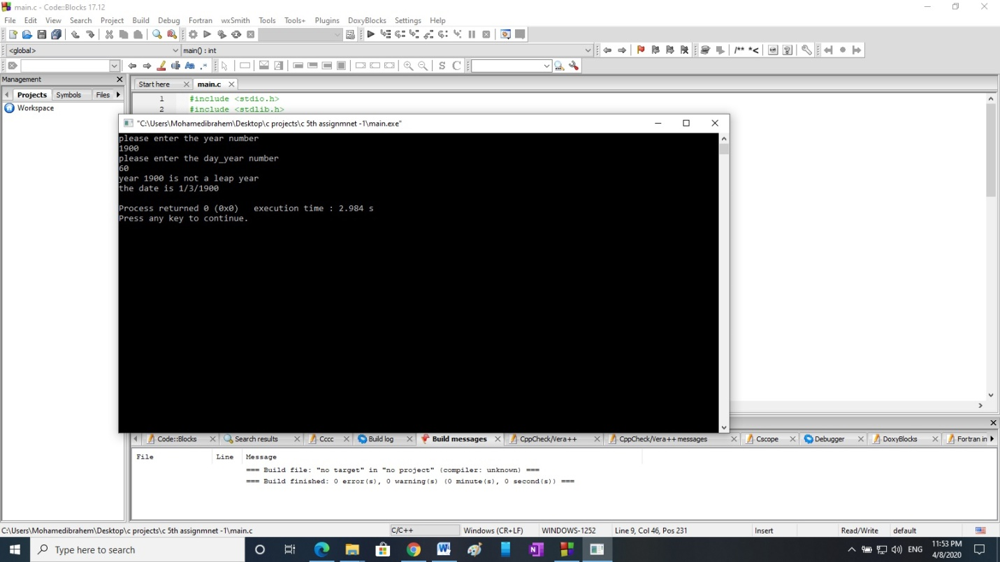 main.c - Code::Blocks 17.12
File Edit View Search Project Build Debug Fortran wxSmith Tools Tools+ Plugins DoxyBlocks Settings Help
<global> main() : int /** *<
Aa .* S C
Management
Start here main.c
Projects Symbols Files
1 #include <stdio.h>
Workspace
2 #include <stdlib.h>
"C:\Users\Mohamedibrahem\Desktop\c projects\c 5th assignmnet -1\main.exe"
please enter the year number
1900
please enter the day_year number
60
year 1900 is not a leap year
the date is 1/3/1900
Process returned 0 (0x0) execution time : 2.984 s
Press any key to continue.
Code::Blocks Search results Cccc Build log Build messages CppCheck/Vera++ CppCheck/Vera++ messages Cscope Debugger DoxyBlocks Fortran in
File Line Message
=== Build file: "no target" in "no project" (compiler: unknown) ===
=== Build finished: 0 error(s), 0 warning(s) (0 minute(s), 0 second(s)) ===
C:\Users\Mohamedibrahem\Desktop\c projects\c 5th assignmnet -1\main.c C/C++ Windows (CR+LF) WINDOWS-1252 Line 9, Col 46, Pos 231 Insert Read/Write default
Type here to search ENG 11:53 PM
4/8/2020